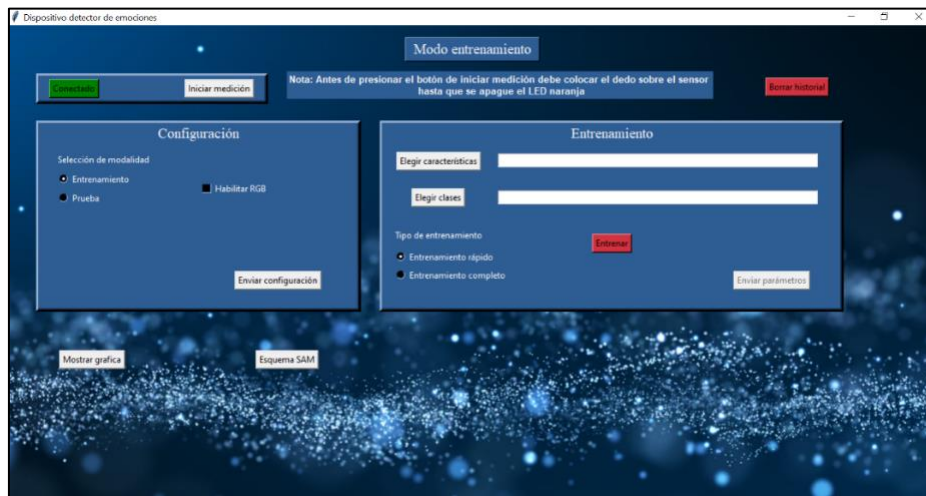 Dispositivo detector de emociones
Modo entrenamiento
Conectado
Iniciar medición
Nota: Antes de presionar el botón de iniciar medición debe colocar el dedo sobre el sensor
hasta que se apague el LED naranja
Borrar historial
Configuración
Selección de modalidad
Entrenamiento
Prueba
Habilitar RGB
Enviar configuración
Entrenamiento
Elegir características
Elegir clases
Tipo de entrenamiento
Entrenamiento rápido
Entrenamiento completo
Entrenar
Enviar parámetros
Mostrar grafica
Esquema SAM